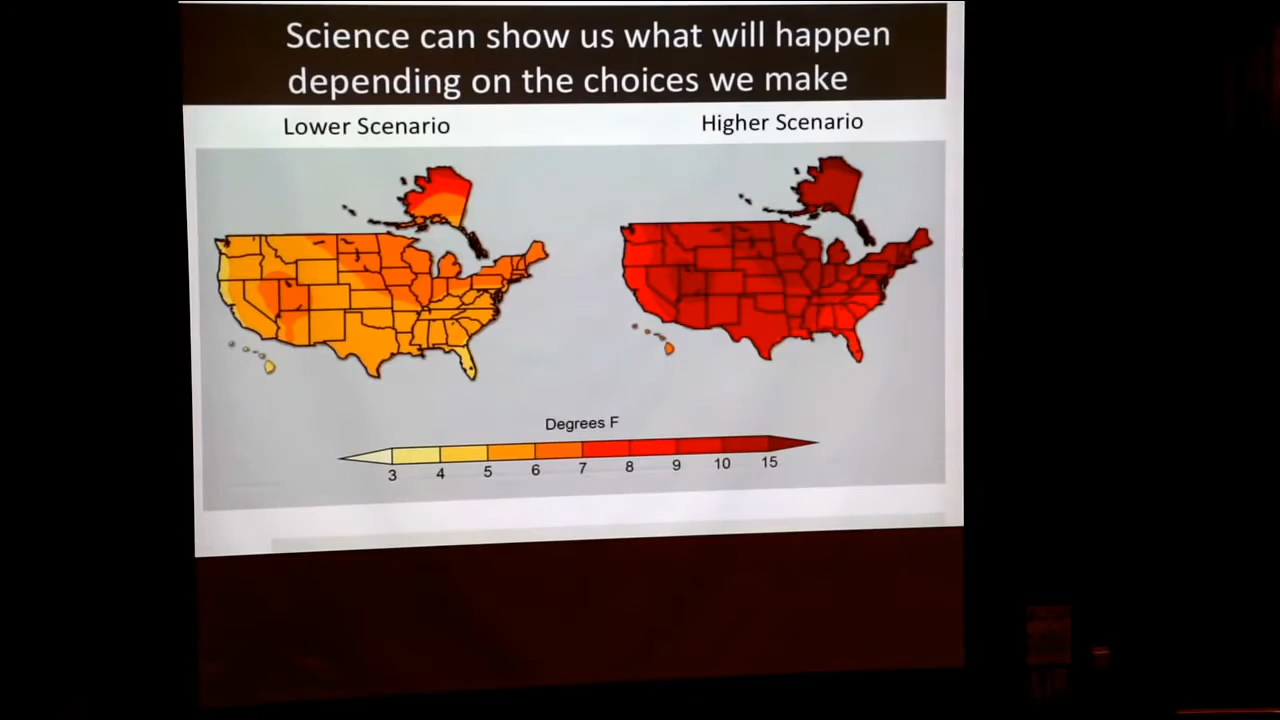 Science can show us what will happen
depending on the choices we make
Lower Scenario
Higher Scenario
Degrees F
3 4 5 6 7 8 9 10 15